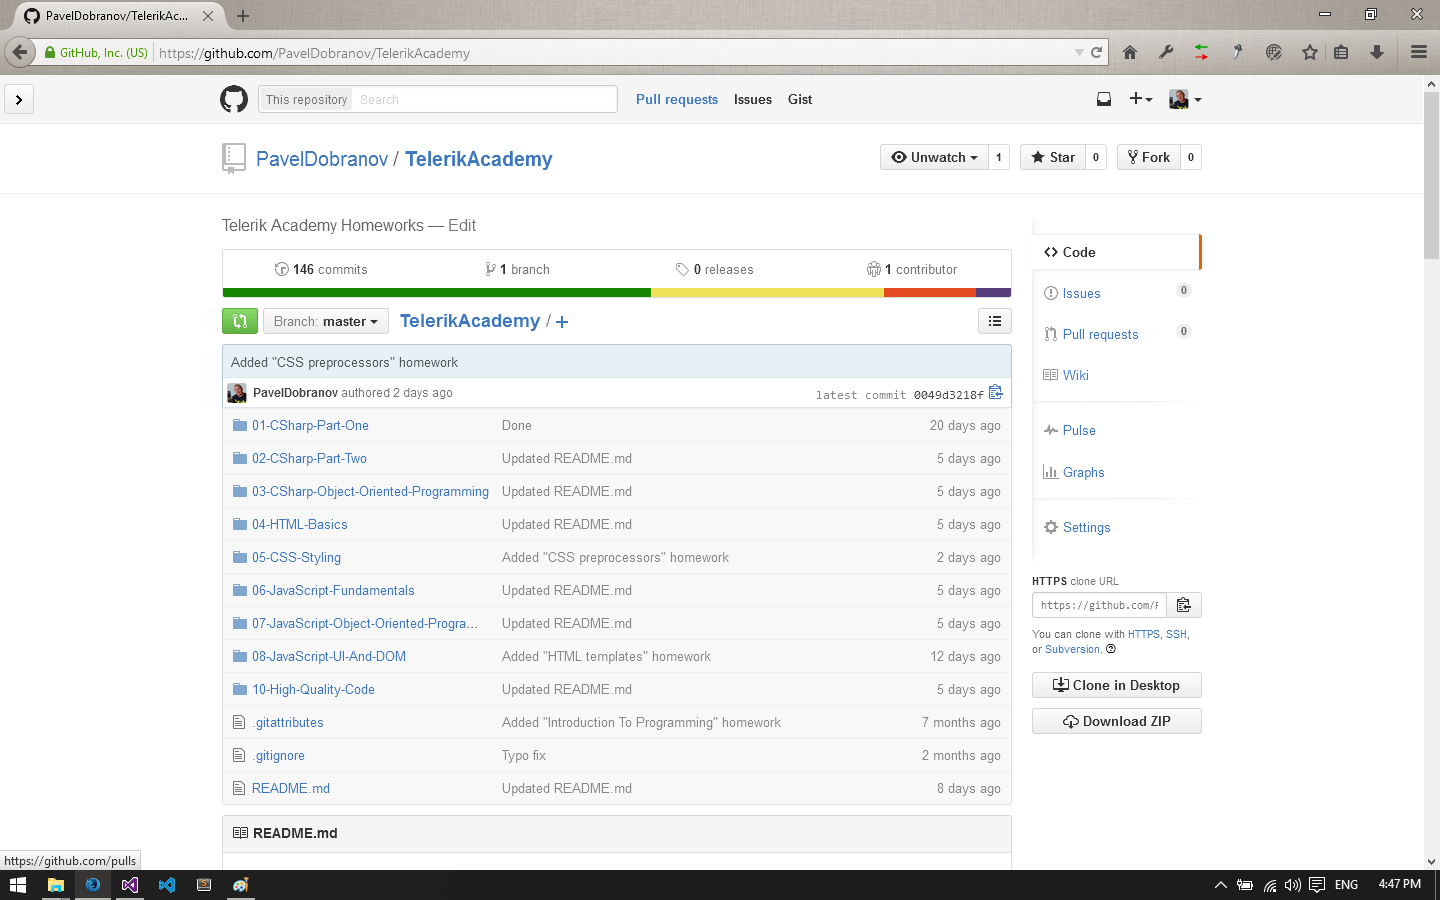 PavelDobranov/TelerikAc...
GitHub, Inc. (US) https://github.com/PavelDobranov/TelerikAcademy
This repository Search Pull requests Issues Gist
PavelDobranov / TelerikAcademy Unwatch 1 Star 0 Fork 0
Telerik Academy Homeworks — Edit
146 commits 1 branch 0 releases 1 contributor
Branch: master TelerikAcademy / +
Added "CSS preprocessors" homework
PavelDobranov authored 2 days ago latest commit 0049d3218f
01-CSharp-Part-One Done 20 days ago
02-CSharp-Part-Two Updated README.md 5 days ago
03-CSharp-Object-Oriented-Programming Updated README.md 5 days ago
04-HTML-Basics Updated README.md 5 days ago
05-CSS-Styling Added "CSS preprocessors" homework 2 days ago
06-JavaScript-Fundamentals Updated README.md 5 days ago
07-JavaScript-Object-Oriented-Progra... Updated README.md 5 days ago
08-JavaScript-UI-And-DOM Added "HTML templates" homework 12 days ago
10-High-Quality-Code Updated README.md 5 days ago
.gitattributes Added "Introduction To Programming" homework 7 months ago
.gitignore Typo fix 2 months ago
README.md Updated README.md 8 days ago
README.md
Code
Issues 0
Pull requests 0
Wiki
Pulse
Graphs
Settings
HTTPS clone URL
https://github.com/
You can clone with HTTPS, SSH,
or Subversion.
Clone in Desktop
Download ZIP
https://github.com/pulls
ENG 4:47 PM